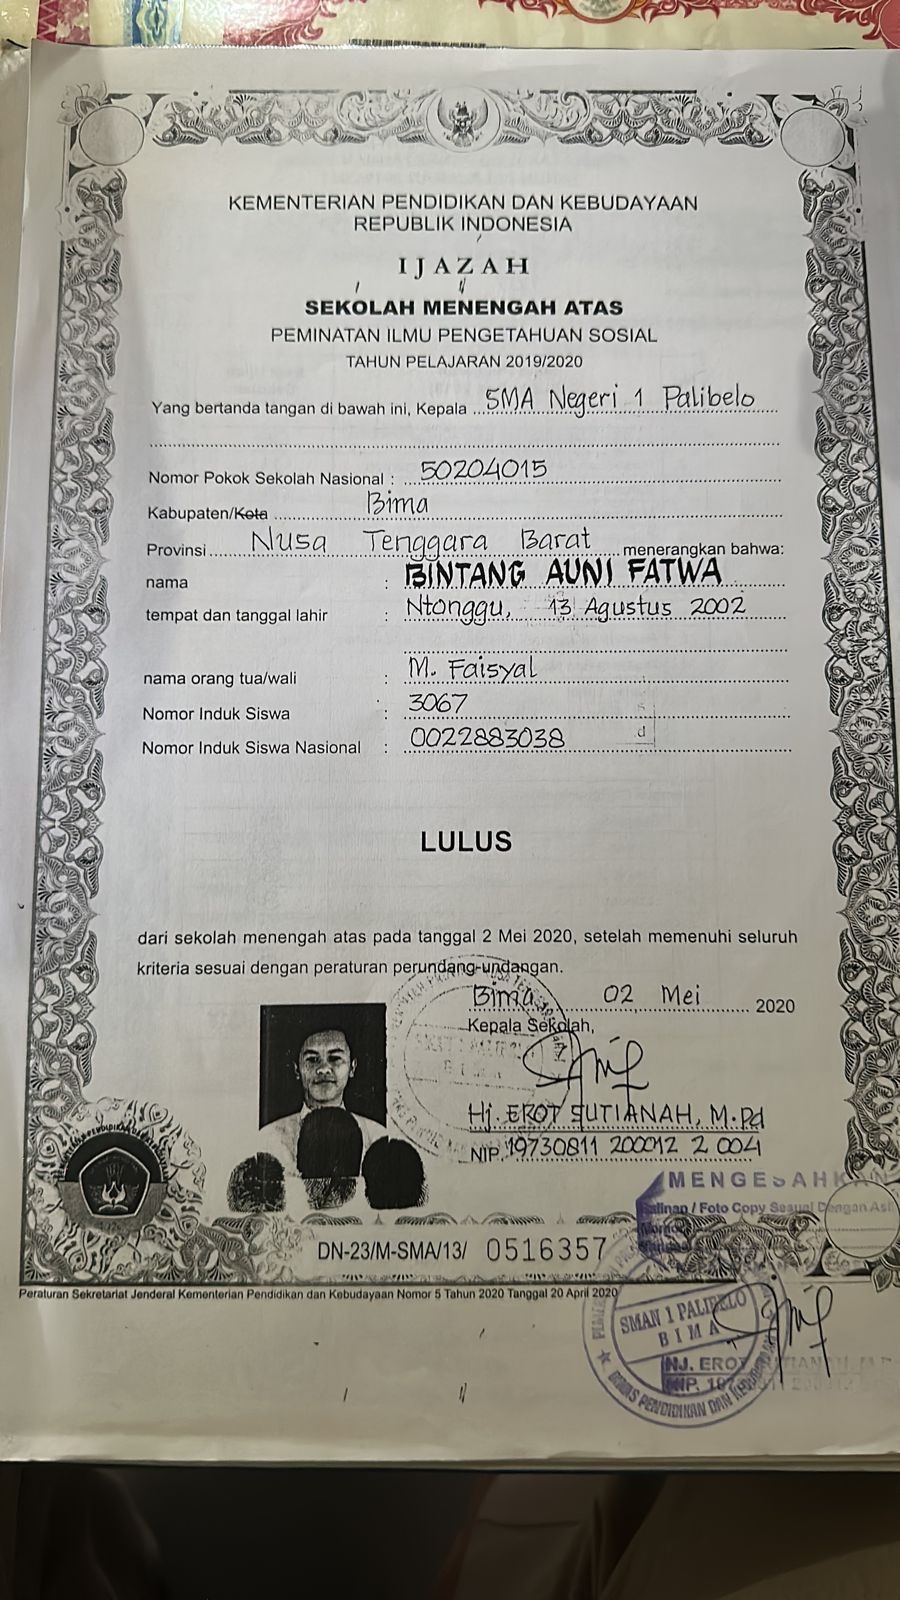 KEMENTERIAN PENDIDIKAN DAN KEBUDAYAAN
REPUBLIK INDONESIA
IJAZAH
SEKOLAH MENENGAH ATAS
PEMINATAN ILMU PENGETAHUAN SOSIAL
TAHUN PELAJARAN 2019/2020
Yang bertanda tangan di bawah ini, Kepala SMA Negeri 1 Palibelo
Nomor Pokok Sekolah Nasional : 50204015
Kabupaten/Kota Bima
Provinsi Nusa Tenggara Barat menerangkan bahwa:
nama : BINTANG AUNI FATWA
tempat dan tanggal lahir : Ntonggu, 13 Agustus 2002
nama orang tua/wali : M. Faisyal
Nomor Induk Siswa : 3067
Nomor Induk Siswa Nasional : 0022883038
LULUS
dari sekolah menengah atas pada tanggal 2 Mei 2020, setelah memenuhi seluruh
kriteria sesuai dengan peraturan perundang-undangan.
Bima 02 Mei 2020
Kepala Sekolah,
Hj. EROT SUTIANAH, M.Pd
NIP. 19730811 200012 2 004
MENGESAHKAN
Salinan / Foto Copy Sesuai Dengan Asli
Nomor
DN-23/M-SMA/13/ 0516357
Peraturan Sekretariat Jenderal Kementerian Pendidikan dan Kebudayaan Nomor 5 Tahun 2020 Tanggal 20 April 2020
SMAN 1 PALIBELO
BIMA
DINAS PENDIDIKAN DAN